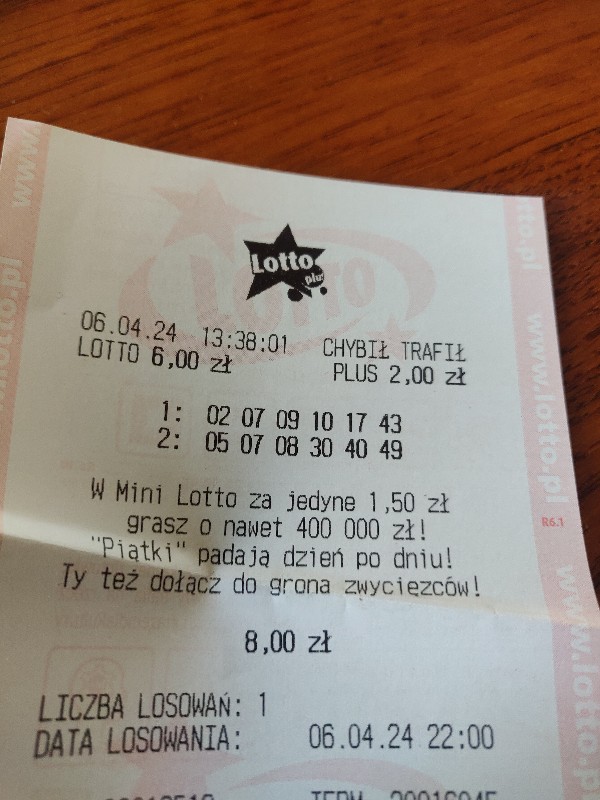 Lotto
plus
06.04.24 13:38:01 CHYBIŁ TRAFIŁ
LOTTO 6,00 zł PLUS 2,00 zł
1: 02 07 09 10 17 43
2: 05 07 08 30 40 49
W Mini Lotto za jedyne 1,50 zł
grasz o nawet 400 000 zł!
"Piątki" padają dzień po dniu!
Ty też dołącz do grona zwycięzców!
8,00 zł
LICZBA LOSOWAŃ: 1
DATA LOSOWANIA: 06.04.24 22:00
LOTTO
www.lotto.pl
R6.1
www.lotto.pl